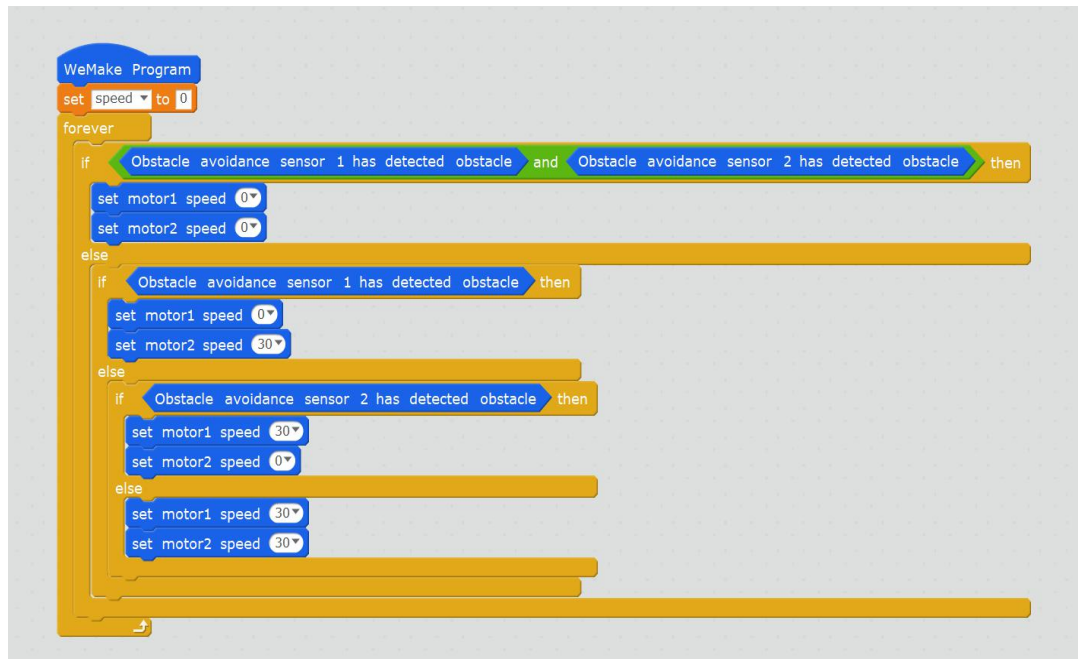 WeMake Program
set speed to 0
forever
if Obstacle avoidance sensor 1 has detected obstacle and Obstacle avoidance sensor 2 has detected obstacle then
set motor1 speed 0
set motor2 speed 0
else
if Obstacle avoidance sensor 1 has detected obstacle then
set motor1 speed 0
set motor2 speed 30
else
if Obstacle avoidance sensor 2 has detected obstacle then
set motor1 speed 30
set motor2 speed 0
else
set motor1 speed 30
set motor2 speed 30